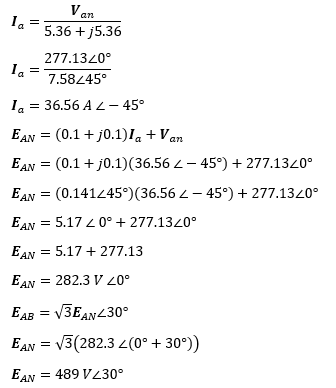 I_a = V_an / (5.36 + j5.36)
I_a = 277.13∠0° / 7.58∠45°
I_a = 36.56 A ∠ − 45°
E_AN = (0.1 + j0.1)I_a + V_an
E_AN = (0.1 + j0.1)(36.56 ∠ − 45°) + 277.13∠0°
E_AN = (0.141∠45°)(36.56 ∠ − 45°) + 277.13∠0°
E_AN = 5.17 ∠ 0° + 277.13∠0°
E_AN = 5.17 + 277.13
E_AN = 282.3 V ∠0°
E_AB = √3E_AN∠30°
E_AN = √3(282.3 ∠(0° + 30°))
E_AN = 489 V∠30°